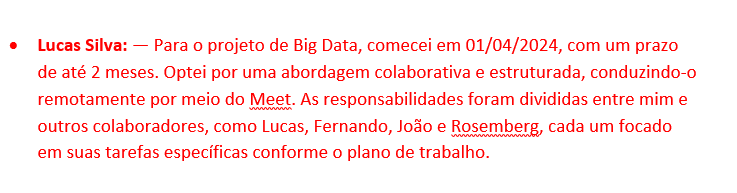 • Lucas Silva: — Para o projeto de Big Data, comecei em 01/04/2024, com um prazo
de até 2 meses. Optei por uma abordagem colaborativa e estruturada, conduzindo-o
remotamente por meio do Meet. As responsabilidades foram divididas entre mim e
outros colaboradores, como Lucas, Fernando, João e Rosemberg, cada um focado
em suas tarefas específicas conforme o plano de trabalho.